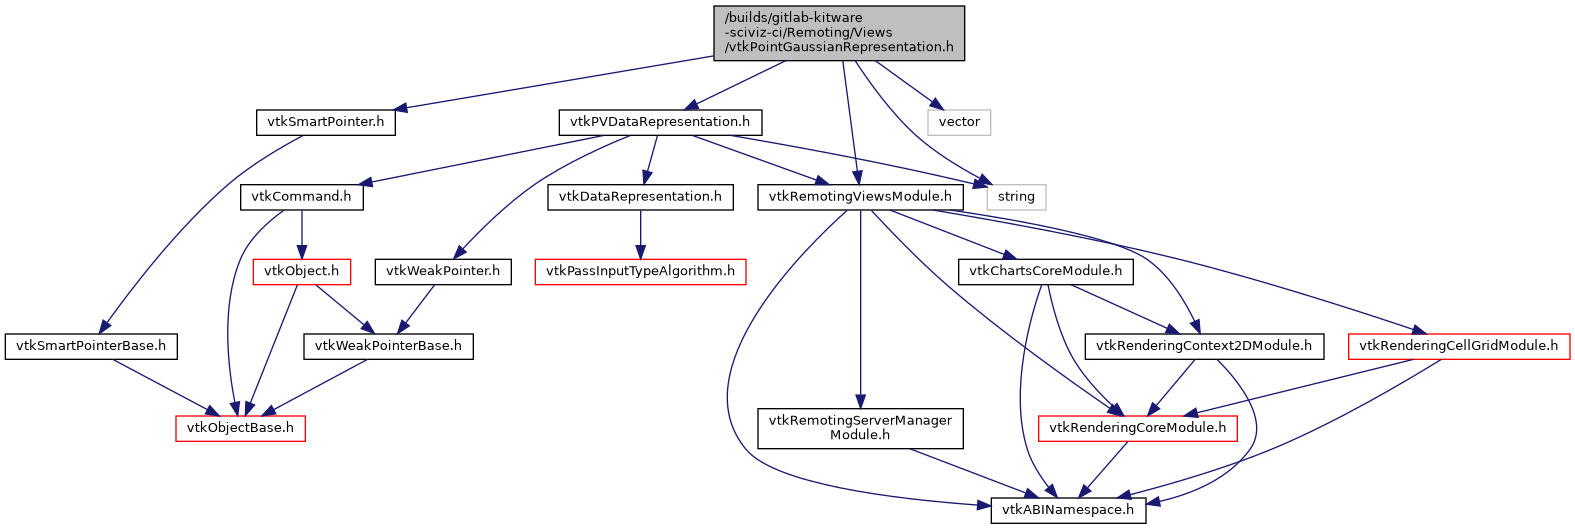 /builds/gitlab-kitware
-sciviz-ci/Remoting/Views
/vtkPointGaussianRepresentation.h
vtkSmartPointer.h
vtkPVDataRepresentation.h
vector
vtkCommand.h
vtkDataRepresentation.h
vtkRemotingViewsModule.h
string
vtkObject.h
vtkWeakPointer.h
vtkPassInputTypeAlgorithm.h
vtkChartsCoreModule.h
vtkSmartPointerBase.h
vtkWeakPointerBase.h
vtkRenderingContext2DModule.h
vtkRenderingCellGridModule.h
vtkObjectBase.h
vtkRemotingServerManager
Module.h
vtkRenderingCoreModule.h
vtkABINamespace.h